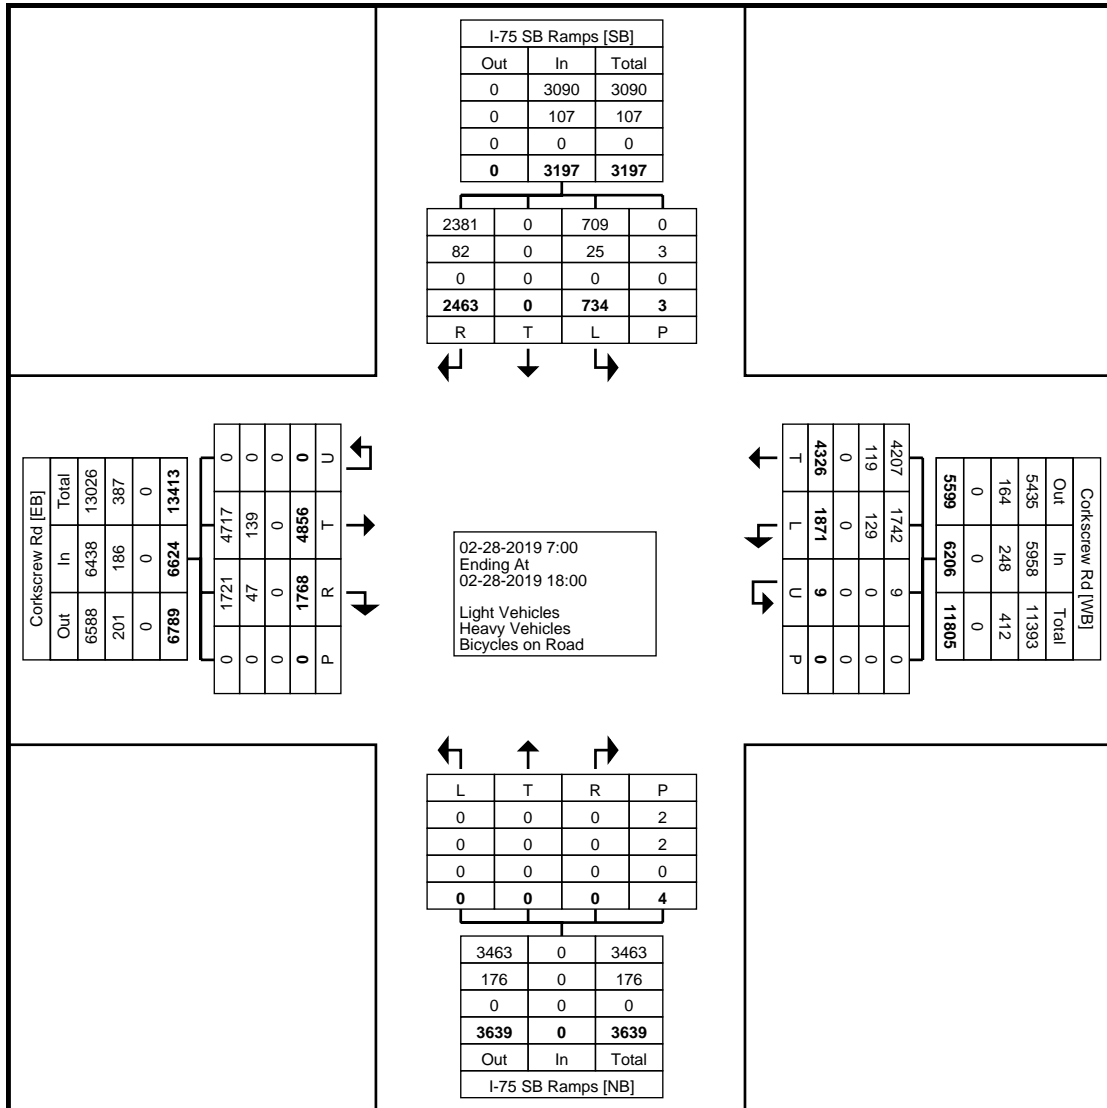 I-75 SB Ramps [SB]
Out In Total
0 3090 3090
0 107 107
0 0 0
0 3197 3197
2381 0 709 0
82 0 25 3
0 0 0 0
2463 0 734 3
R T L P
Corkscrew Rd [EB]
Total In Out
13026 6438 6588
387 186 201
0 0 0
13413 6624 6789
0 4717 1721 0
0 139 47 0
0 0 0 0
0 4856 1768 0
U T R P
02-28-2019 7:00
Ending At
02-28-2019 18:00
Light Vehicles
Heavy Vehicles
Bicycles on Road
Corkscrew Rd [WB]
Out In Total
5435 5958 11393
164 248 412
0 0 0
5599 6206 11805
4207 1742 9 0
119 129 0 0
0 0 0 0
4326 1871 9 0
T L U P
L T R P
0 0 0 2
0 0 0 2
0 0 0 0
0 0 0 4
3463 0 3463
176 0 176
0 0 0
3639 0 3639
Out In Total
I-75 SB Ramps [NB]